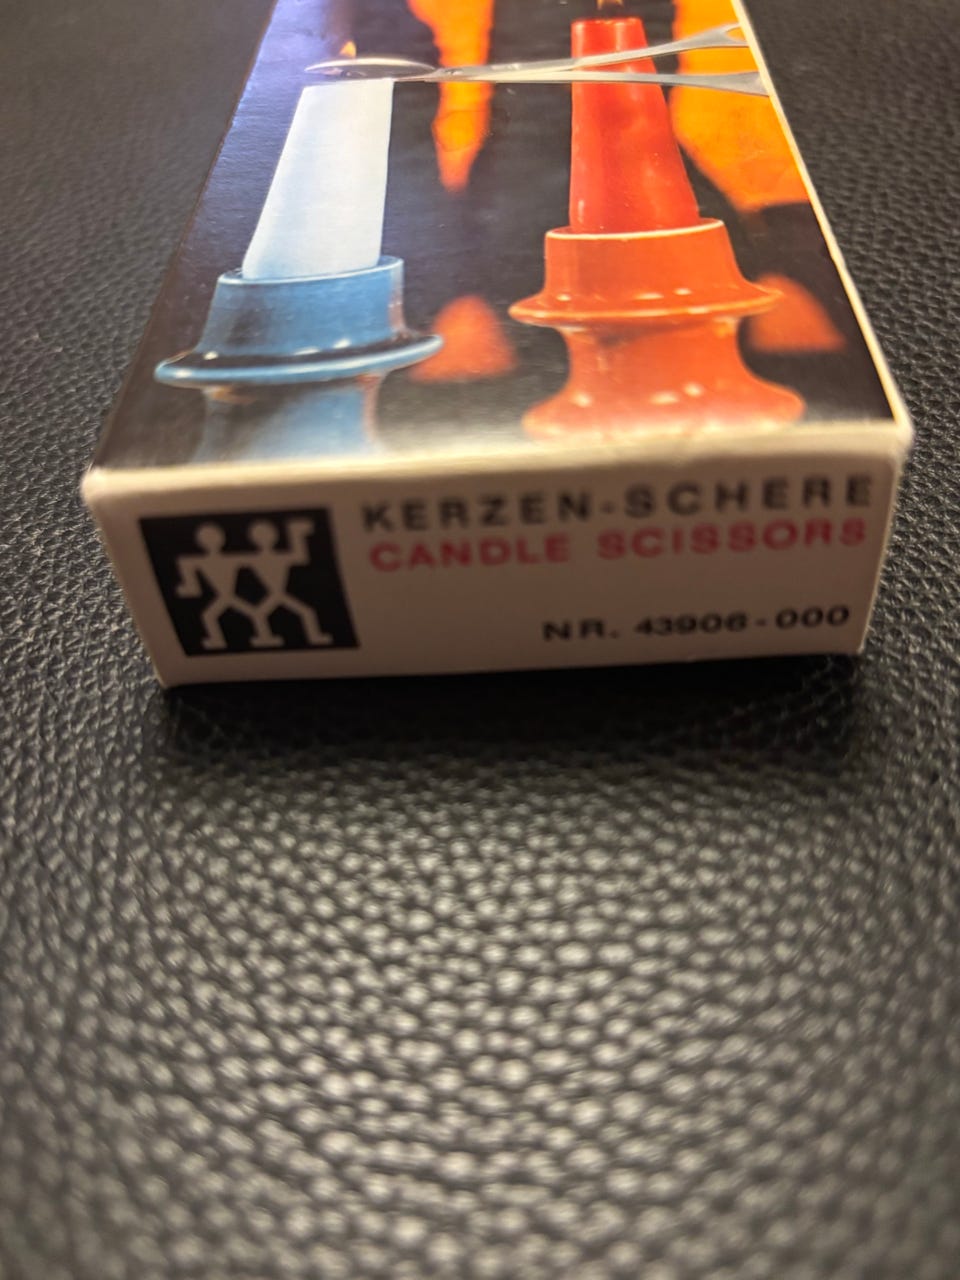 KERZEN-SCHERE
CANDLE SCISSORS
NR. 43906-000